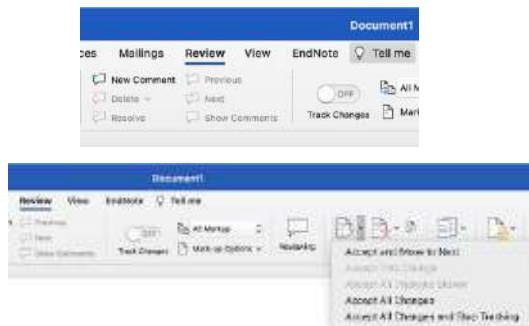 Document1
ces Mailings Review View EndNote Tell me
New Comment Previous
Delete Next
Resolve Show Comments
OFF
Track Changes
All M
Mar
Document1
Review View EndNote Tell me
Previous
Next
Show Comments
OFF
Track Changes
All Markup
Markup Options
Reviewing
Accept and Move to Next
Accept This Change
Accept All Changes Shown
Accept All Changes
Accept All Changes and Stop Tracking